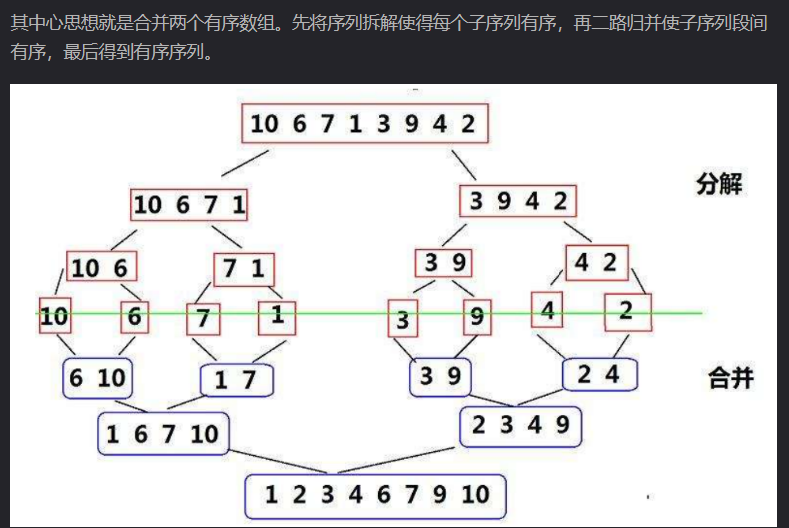 其中心思想就是合并两个有序数组。先将序列拆解使得每个子序列有序，再二路归并使子序列段间
有序，最后得到有序序列。
10 6 7 1 3 9 4 2
分解
10 6 7 1
3 9 4 2
10 6
7 1
3 9
4 2
10
6
7
1
3
9
4
2
6 10
1 7
3 9
2 4
合并
1 6 7 10
2 3 4 9
1 2 3 4 6 7 9 10